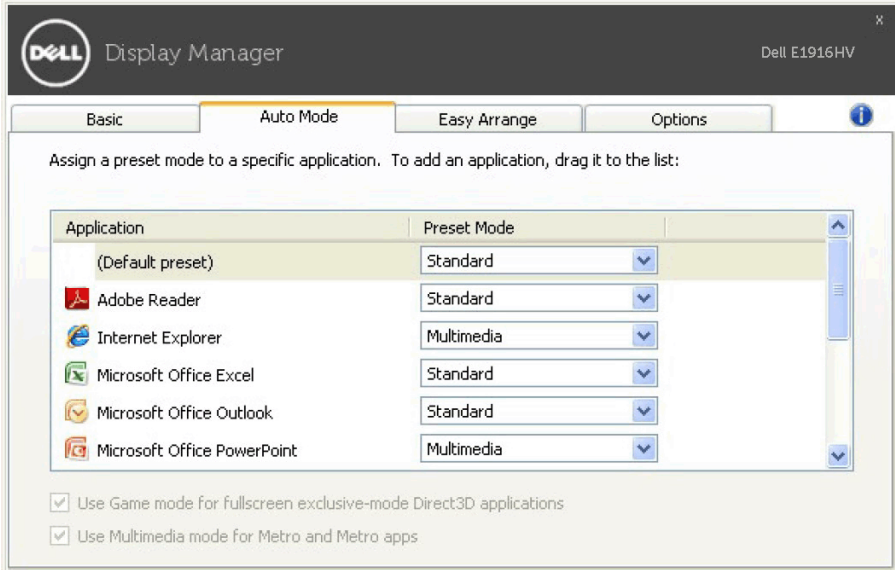 x
DELL Display Manager Dell E1916HV
Basic Auto Mode Easy Arrange Options i
Assign a preset mode to a specific application. To add an application, drag it to the list:
Application Preset Mode
(Default preset) Standard
Adobe Reader Standard
Internet Explorer Multimedia
Microsoft Office Excel Standard
Microsoft Office Outlook Standard
Microsoft Office PowerPoint Multimedia
Use Game mode for fullscreen exclusive-mode Direct3D applications
Use Multimedia mode for Metro and Metro apps